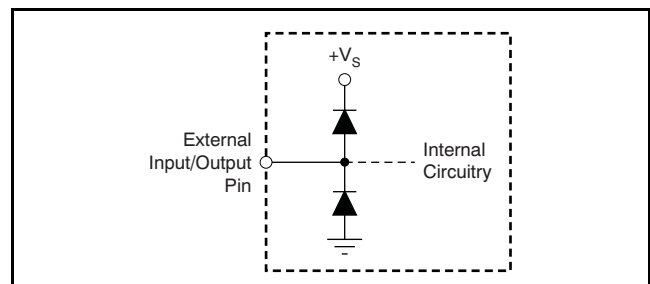 +VS
External
Input/Output
Pin
Internal
Circuitry